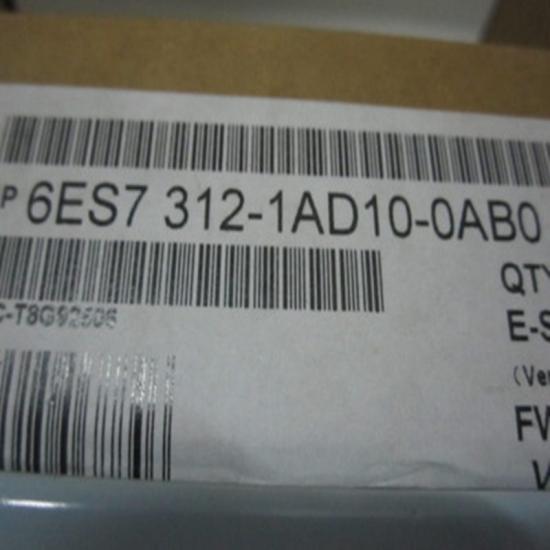 P 6ES7 312-1AD10-0AB0
QTY
E-S
C-T8G92506
(Ver
FW
V